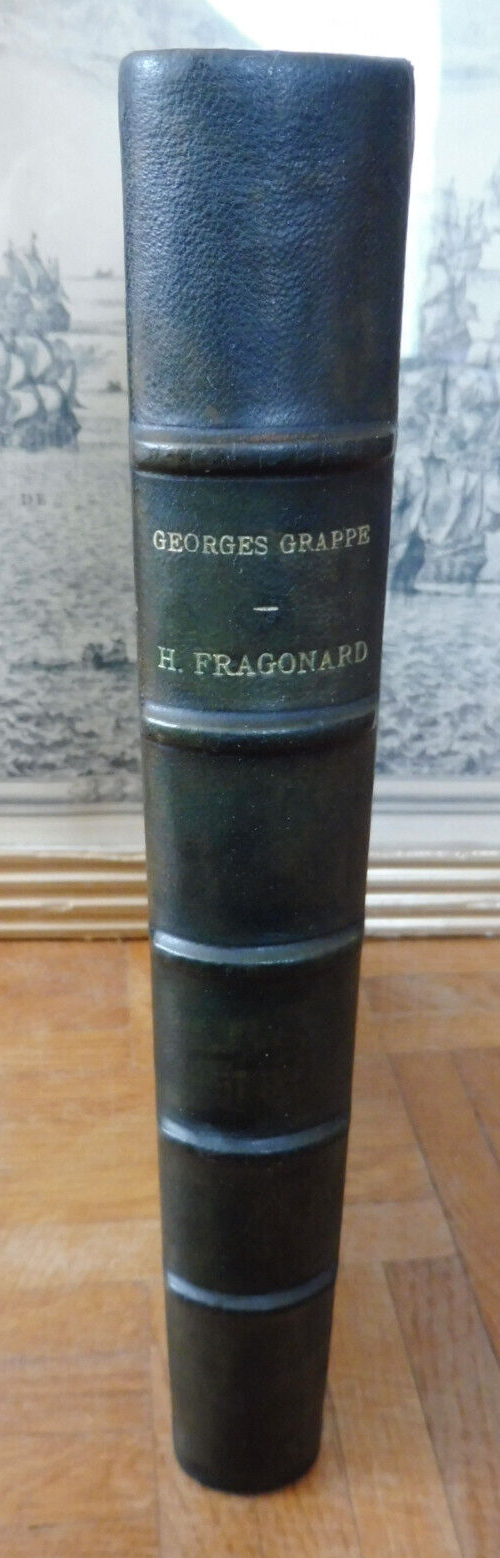 DE
GEORGES GRAPPE
—
H. FRAGONARD